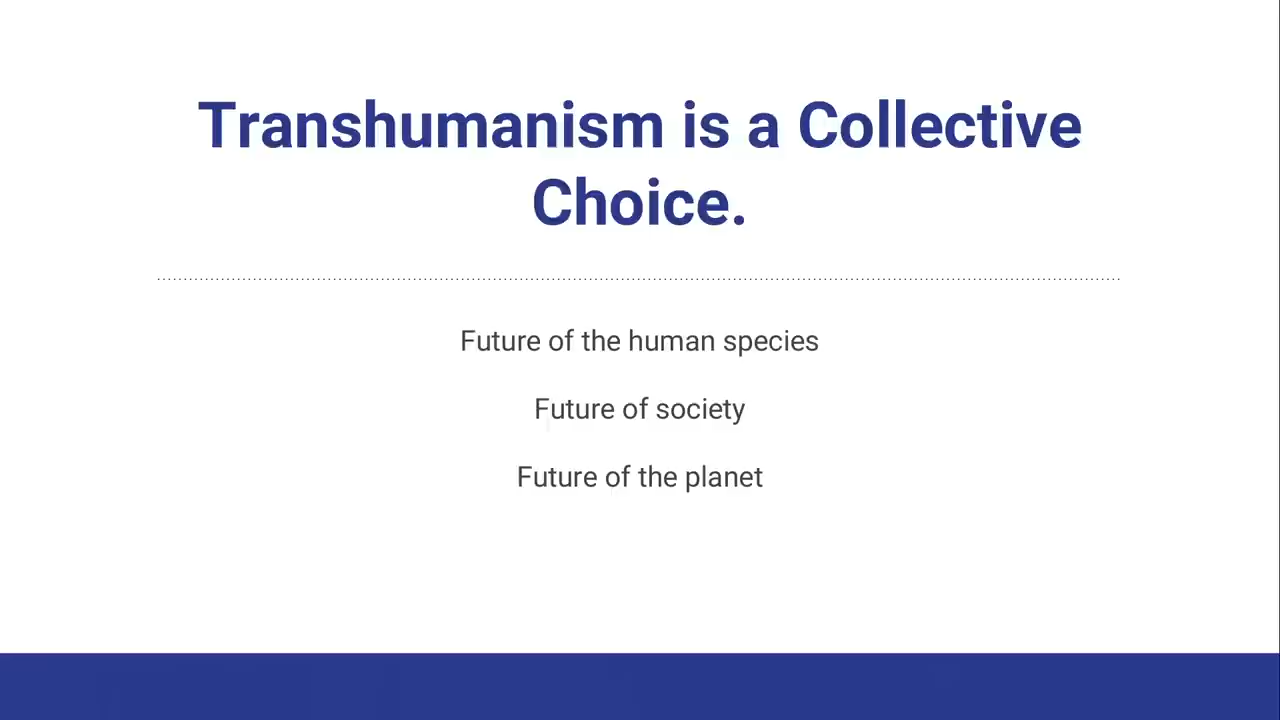 Transhumanism is a Collective
Choice.
Future of the human species
Future of society
Future of the planet